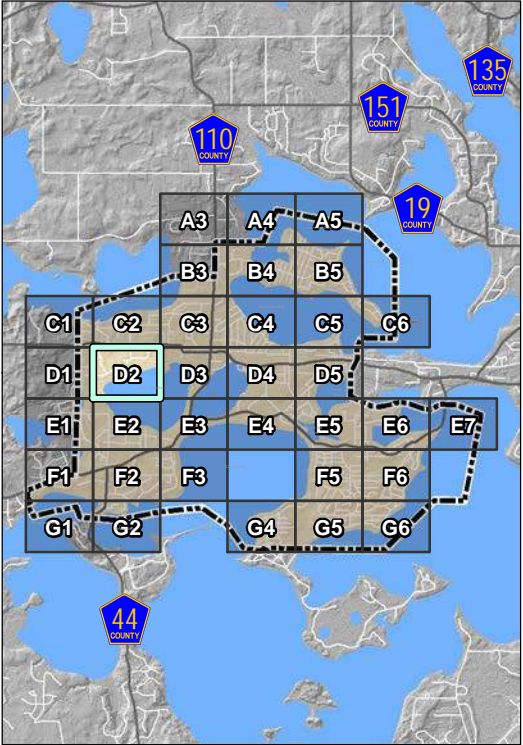 135
COUNTY
151
COUNTY
110
COUNTY
19
COUNTY
A3 A4 A5
B3 B4 B5
C1 C2 C3 C4 C5 C6
D1 D2 D3 D4 D5
E1 E2 E3 E4 E5 E6 E7
F1 F2 F3 F5 F6
G1 G2 G4 G5 G6
44
COUNTY